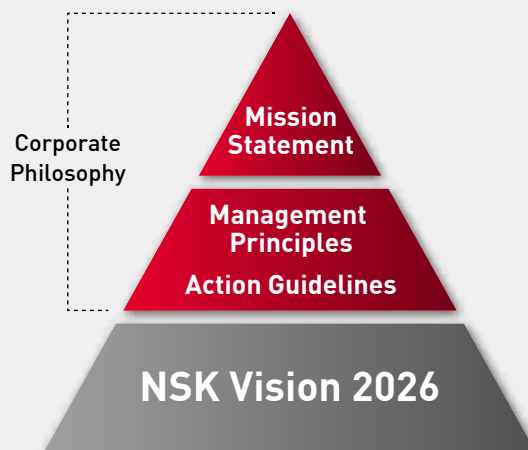 Mission
Statement
Corporate
Philosophy
Management
Principles
Action Guidelines
NSK Vision 2026